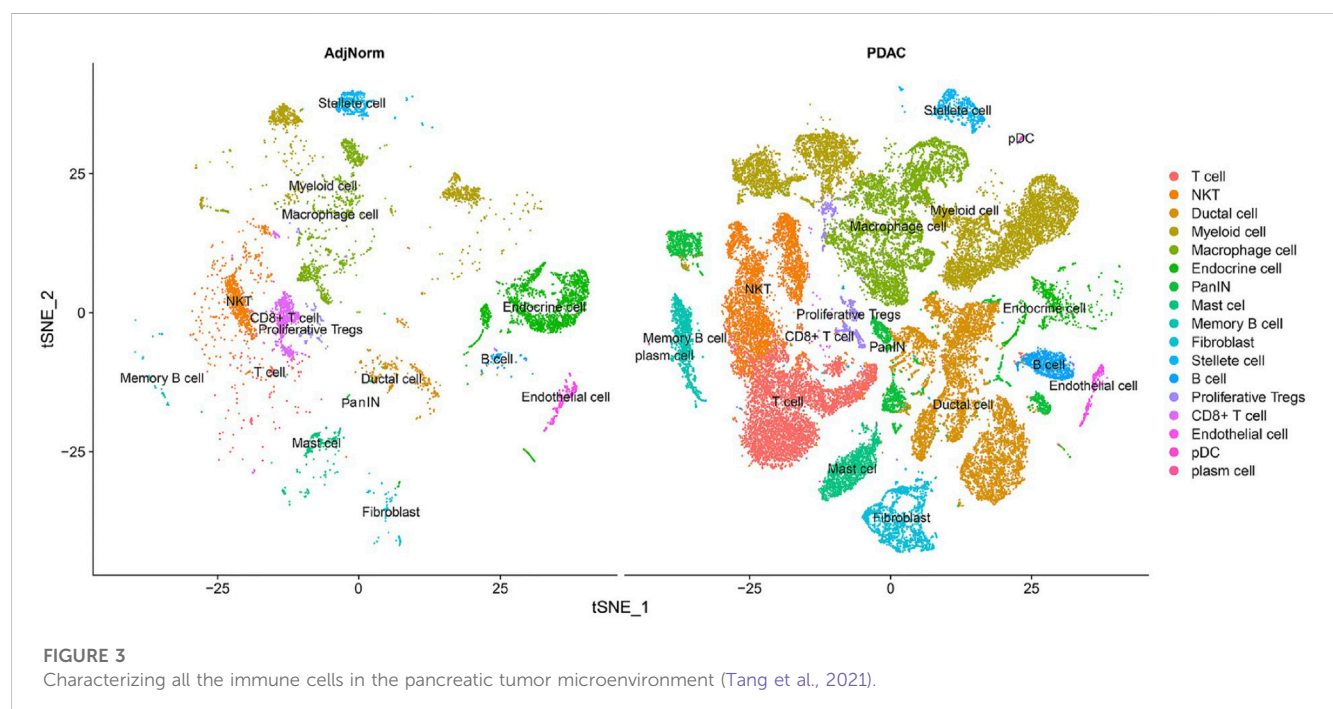 AdjNorm
PDAC
Stellete cell
Myeloid cell
Macrophage cell
NKT
CD8+ T cell
Proliferative Tregs
T cell
Memory B cell
Ductal cell
PanIN
Mast cel
Fibroblast
Endocrine cell
B cell
Endothelial cell
Stellete cell
pDC
Myeloid cell
Macrophage cell
NKT
Proliferative Tregs
CD8+ T cell
PanIN
Memory B cell
plasm cell
T cell
Mast cel
Fibroblast
Ductal cell
Endocrine cell
B cell
Endothelial cell
25
0
−25
tSNE_2
−25 0 25
−25 0 25
tSNE_1
T cell
NKT
Ductal cell
Myeloid cell
Macrophage cell
Endocrine cell
PanIN
Mast cel
Memory B cell
Fibroblast
Stellete cell
B cell
Proliferative Tregs
CD8+ T cell
Endothelial cell
pDC
plasm cell
FIGURE 3
Characterizing all the immune cells in the pancreatic tumor microenvironment (Tang et al., 2021).